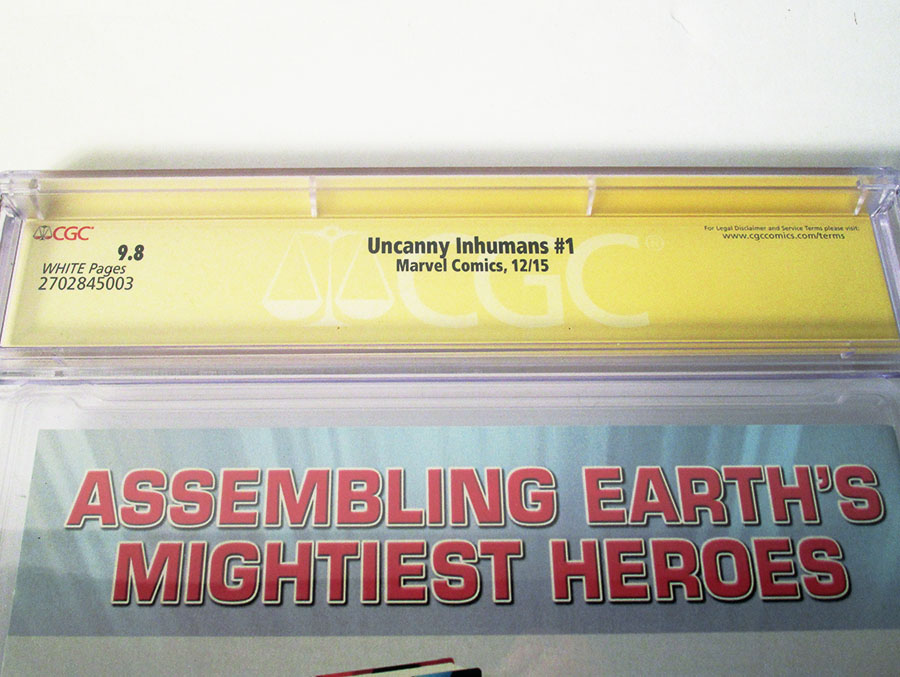 CGC
9.8
WHITE Pages
2702845003
Uncanny Inhumans #1
Marvel Comics, 12/15
For Legal Disclaimer and Service Terms please visit:
www.cgccomics.com/terms
CGC®
ASSEMBLING EARTH'S
MIGHTIEST HEROES